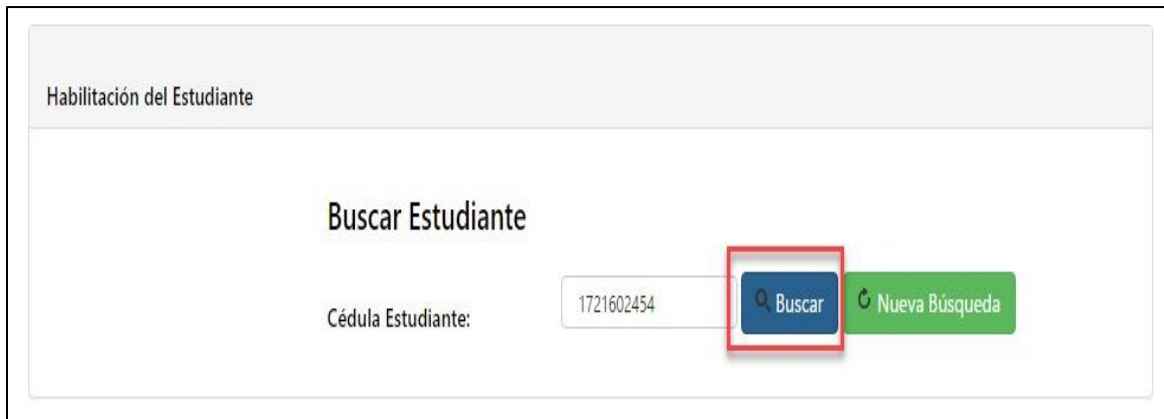 Habilitación del Estudiante
Buscar Estudiante
Cédula Estudiante: 1721602454 Buscar Nueva Búsqueda